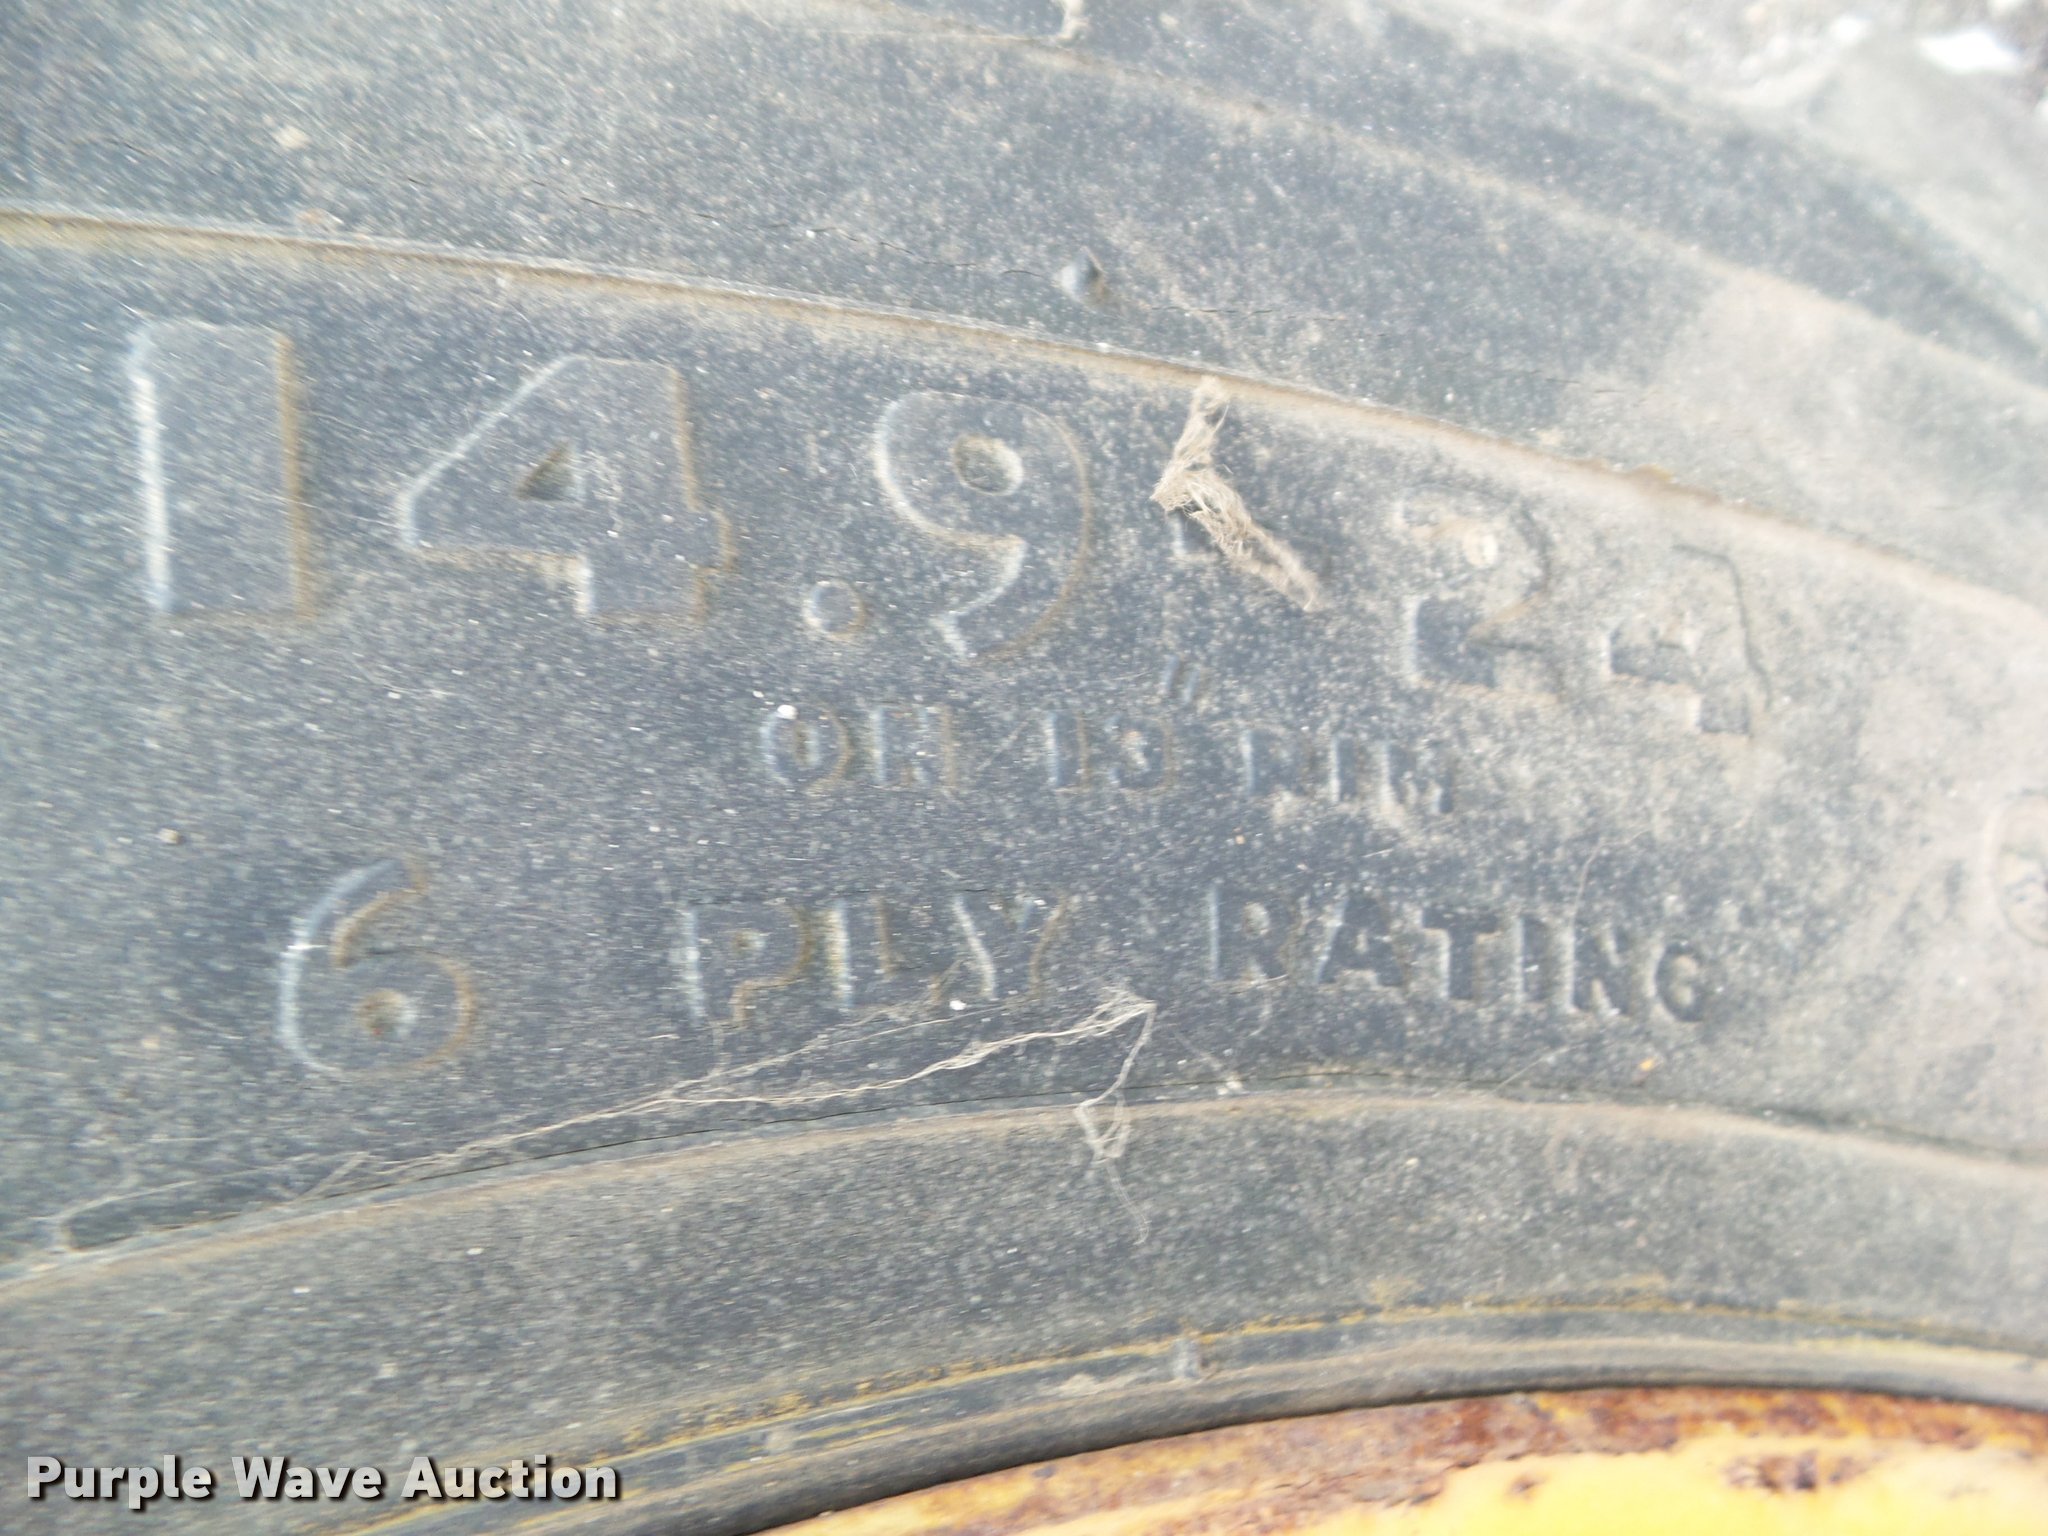 14.9-24
ON 13" RIM
6 PLY RATING
Purple Wave Auction